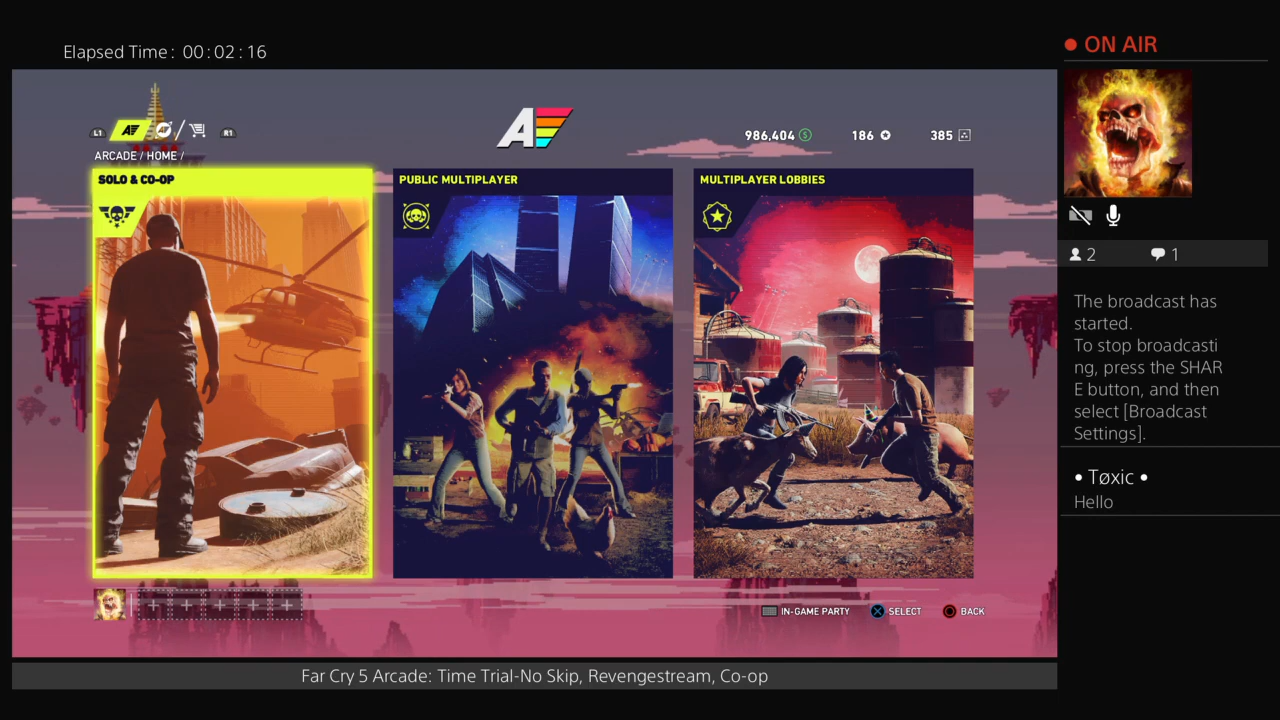 Elapsed Time: 00:02:16
ON AIR
L1
R1
986,404
186
385
ARCADE / HOME /
SOLO & CO-OP
PUBLIC MULTIPLAYER
MULTIPLAYER LOBBIES
2
1
The broadcast has
started.
To stop broadcasti
ng, press the SHAR
E button, and then
select [Broadcast
Settings].
• Tøxic •
Hello
IN-GAME PARTY
SELECT
BACK
Far Cry 5 Arcade: Time Trial-No Skip, Revengestream, Co-op